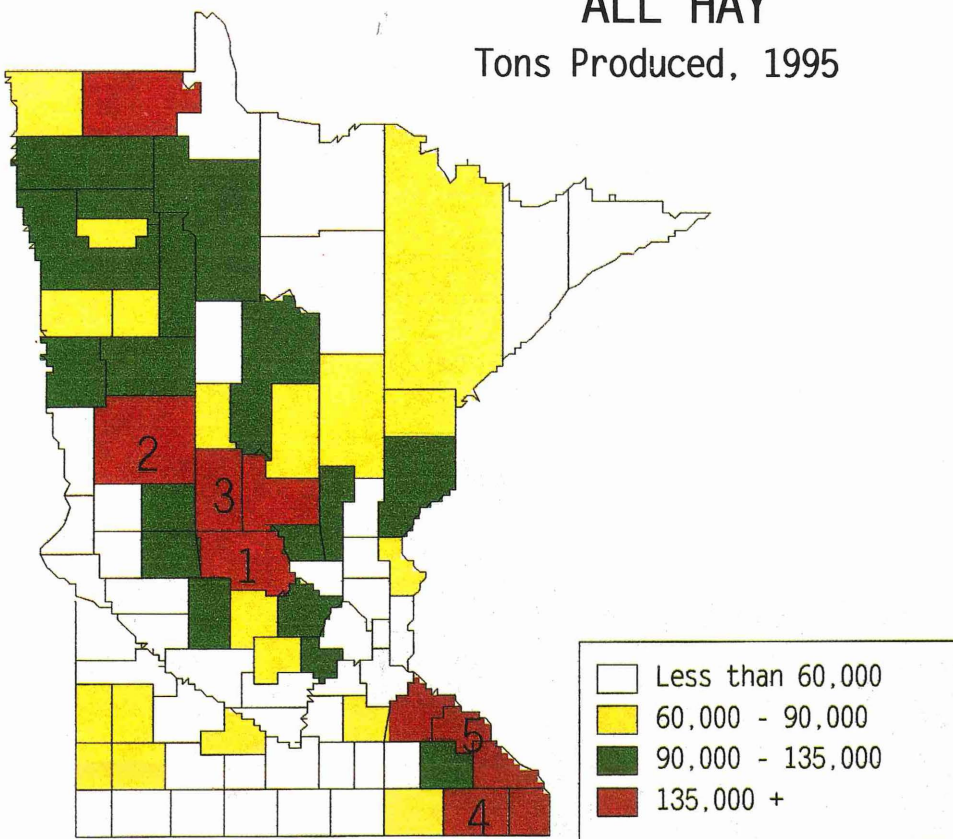 ALL HAY
Tons Produced, 1995
2
3
1
5
4
Less than 60,000
60,000 - 90,000
90,000 - 135,000
135,000 +